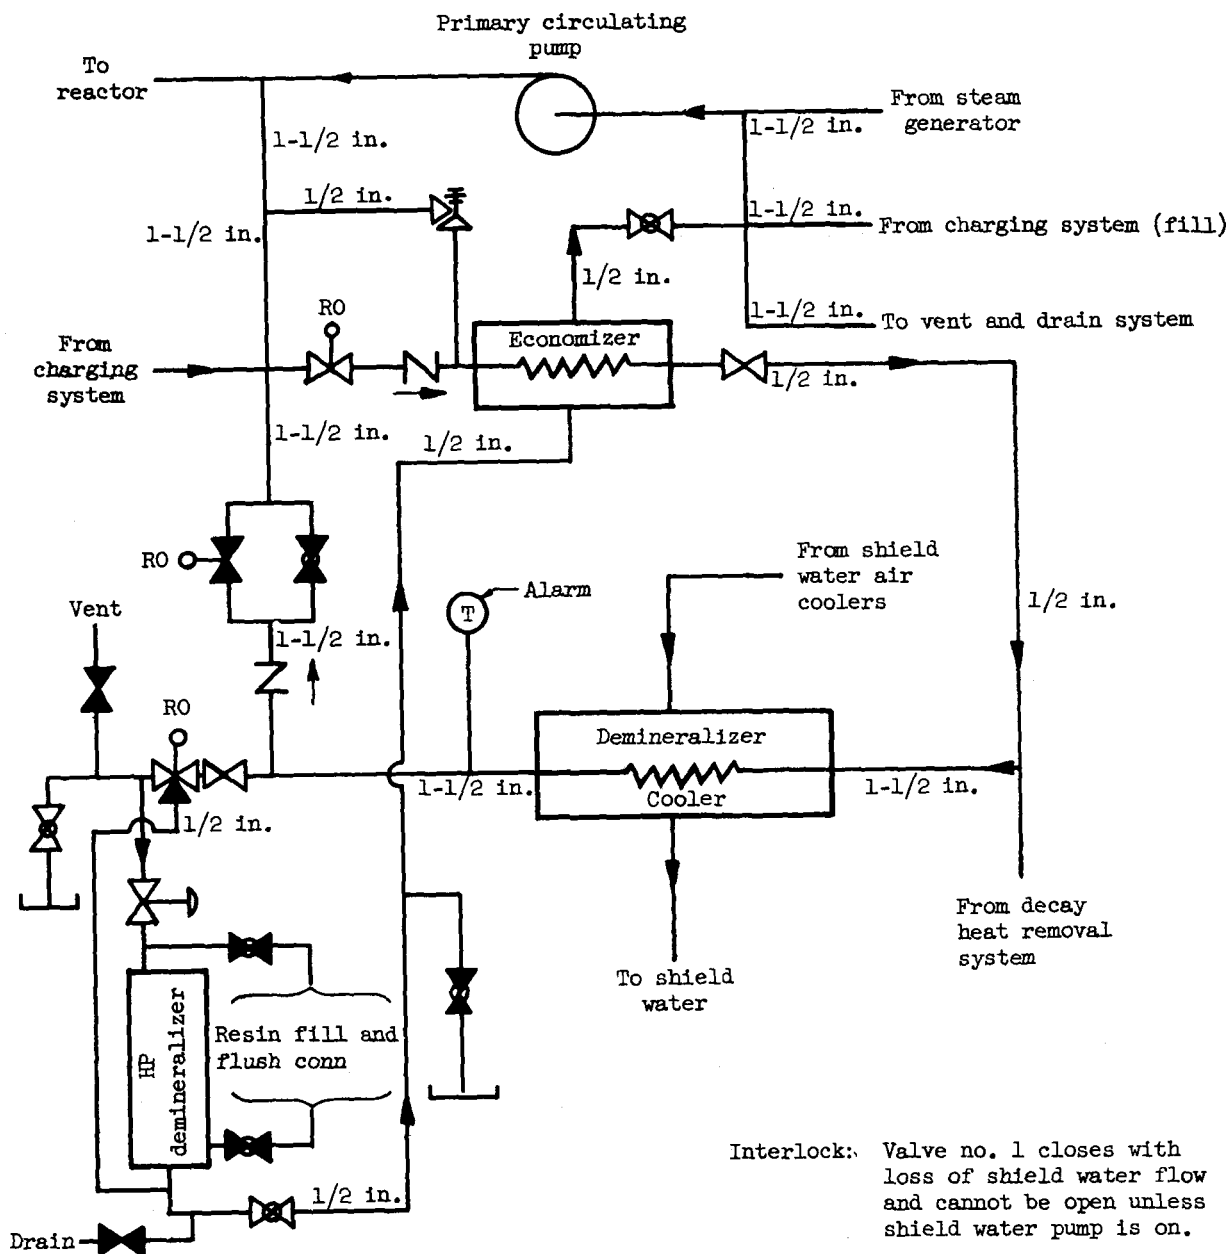 Primary circulating
pump
To
reactor
From steam
generator
1-1/2 in.
1-1/2 in.
1/2 in.
1-1/2 in.
1-1/2 in.
From charging system (fill)
1/2 in.
1-1/2 in.
To vent and drain system
RO
Economizer
From
charging
system
1/2 in.
1-1/2 in.
1/2 in.
From shield
water air
coolers
RO
Alarm
T
Vent
1/2 in.
1-1/2 in.
RO
Demineralizer
Cooler
1-1/2 in.
1-1/2 in.
1/2 in.
From decay
heat removal
system
To shield
water
HP
demineralizer
Resin fill and
flush conn
1/2 in.
Drain
Interlock: Valve no. 1 closes with
loss of shield water flow
and cannot be open unless
shield water pump is on.